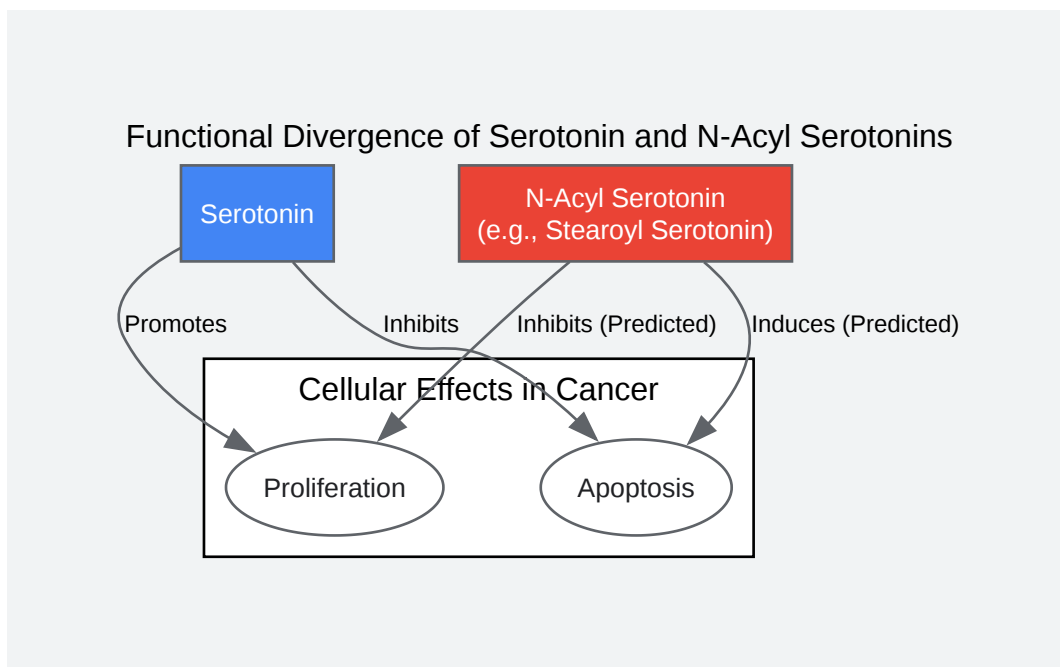 Functional Divergence of Serotonin and N-Acyl Serotonins
Serotonin
N-Acyl Serotonin
(e.g., Stearoyl Serotonin)
Promotes
Inhibits
Inhibits (Predicted)
Induces (Predicted)
Cellular Effects in Cancer
Proliferation
Apoptosis